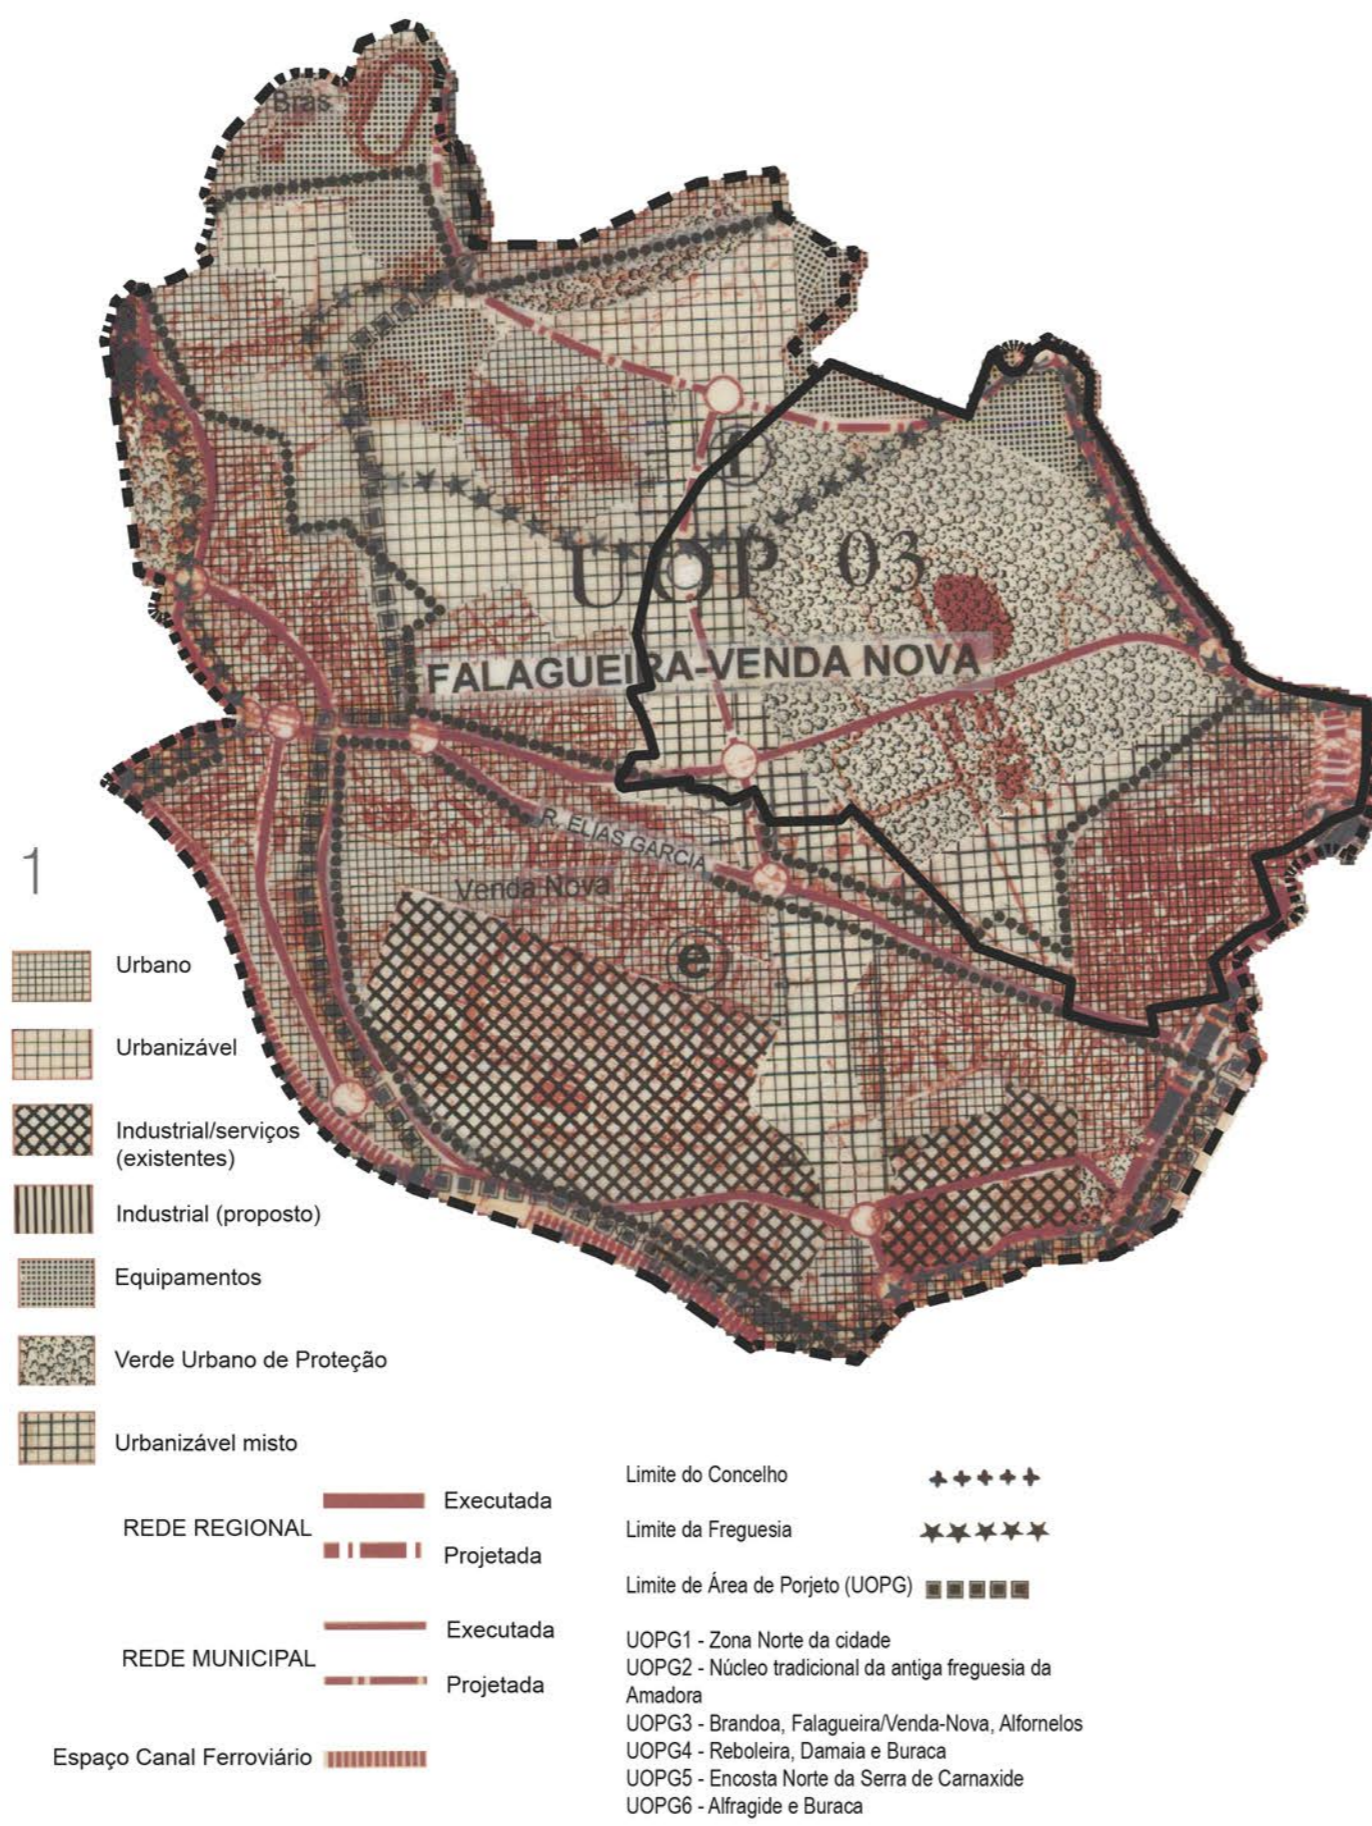 Brás
f
UOP 03
FALAGUEIRA-VENDA NOVA
R. ELIAS GARCIA
Venda Nova
e
1
Urbano
Urbanizável
Industrial/serviços
(existentes)
Industrial (proposto)
Equipamentos
Verde Urbano de Proteção
Urbanizável misto
REDE REGIONAL
Executada
Projetada
REDE MUNICIPAL
Executada
Projetada
Espaço Canal Ferroviário
Limite do Concelho
Limite da Freguesia
Limite de Área de Porjeto (UOPG)
UOPG1 - Zona Norte da cidade
UOPG2 - Núcleo tradicional da antiga freguesia da
Amadora
UOPG3 - Brandoa, Falagueira/Venda-Nova, Alfornelos
UOPG4 - Reboleira, Damaia e Buraca
UOPG5 - Encosta Norte da Serra de Carnaxide
UOPG6 - Alfragide e Buraca